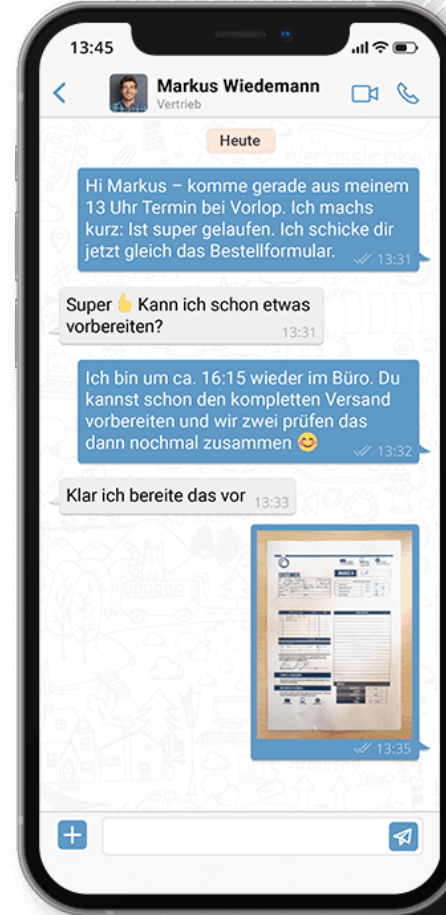 13:45
Markus Wiedemann
Vertrieb
Heute
Hi Markus – komme gerade aus meinem
13 Uhr Termin bei Vorlop. Ich machs
kurz: Ist super gelaufen. Ich schicke dir
jetzt gleich das Bestellformular.
13:31
Super 👍 Kann ich schon etwas
vorbereiten?
13:31
Ich bin um ca. 16:15 wieder im Büro. Du
kannst schon den kompletten Versand
vorbereiten und wir zwei prüfen das
dann nochmal zusammen 😊
13:32
Klar ich bereite das vor
13:33
INVOICE
13:35